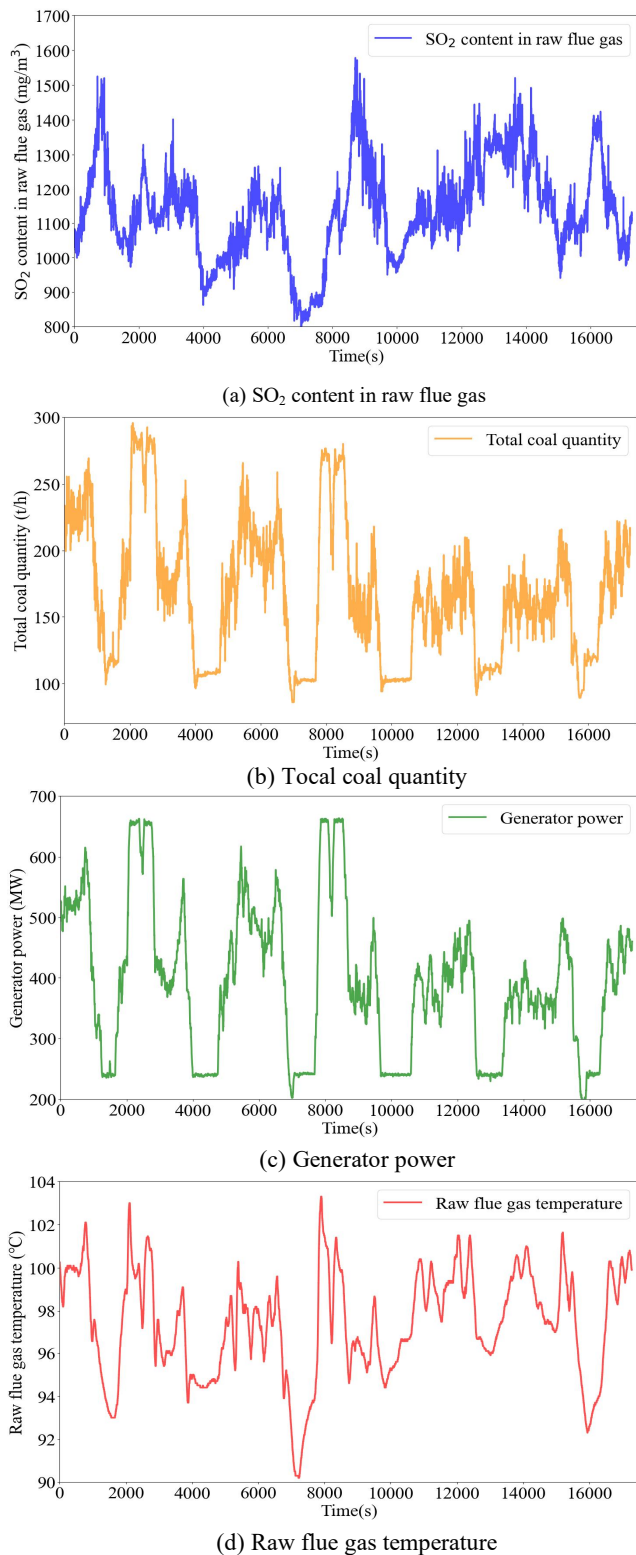 1700
1600
1500
1400
1300
1200
1100
1000
900
800
SO₂ content in raw flue gas (mg/m³)
SO₂ content in raw flue gas
0 2000 4000 6000 8000 10000 12000 14000 16000
Time(s)
(a) SO₂ content in raw flue gas
300
250
200
150
100
Total coal quantity (t/h)
Total coal quantity
0 2000 4000 6000 8000 10000 12000 14000 16000
Time(s)
(b) Tocal coal quantity
700
600
500
400
300
200
Generator power (MW)
Generator power
0 2000 4000 6000 8000 10000 12000 14000 16000
Time(s)
(c) Generator power
104
102
100
98
96
94
92
90
Raw flue gas temperature (℃)
Raw flue gas temperature
0 2000 4000 6000 8000 10000 12000 14000 16000
Time(s)
(d) Raw flue gas temperature